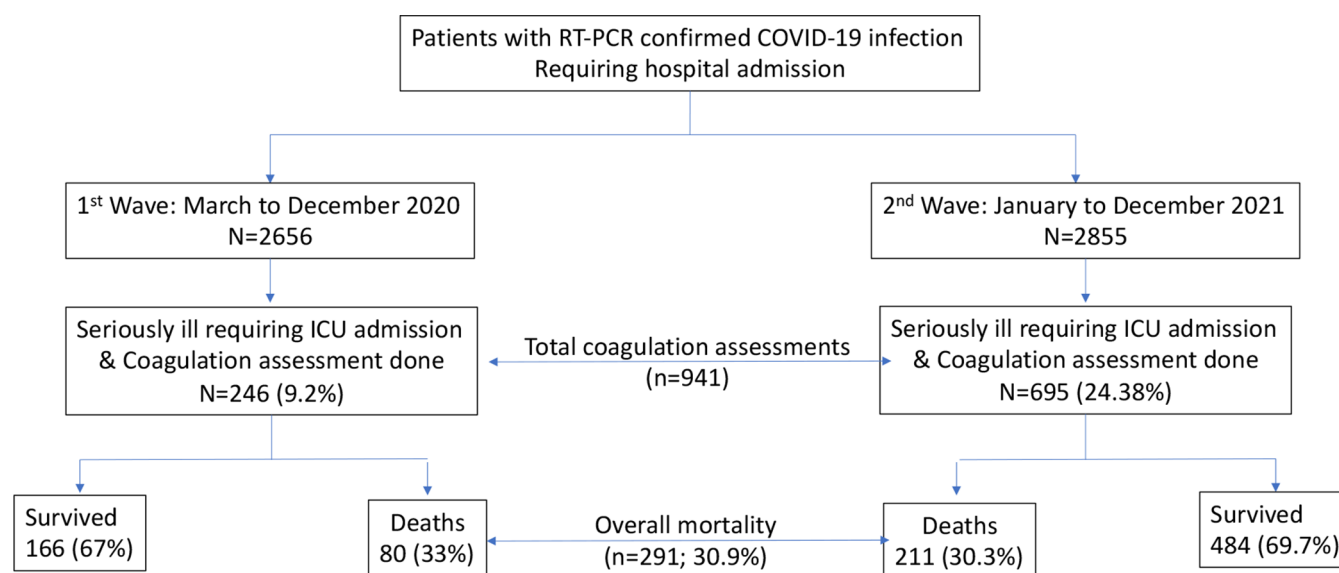 Patients with RT-PCR confirmed COVID-19 infection
Requiring hospital admission
1st Wave: March to December 2020
N=2656
2nd Wave: January to December 2021
N=2855
Seriously ill requiring ICU admission
& Coagulation assessment done
N=246 (9.2%)
Total coagulation assessments
(n=941)
Seriously ill requiring ICU admission
& Coagulation assessment done
N=695 (24.38%)
Survived
166 (67%)
Deaths
80 (33%)
Overall mortality
(n=291; 30.9%)
Deaths
211 (30.3%)
Survived
484 (69.7%)